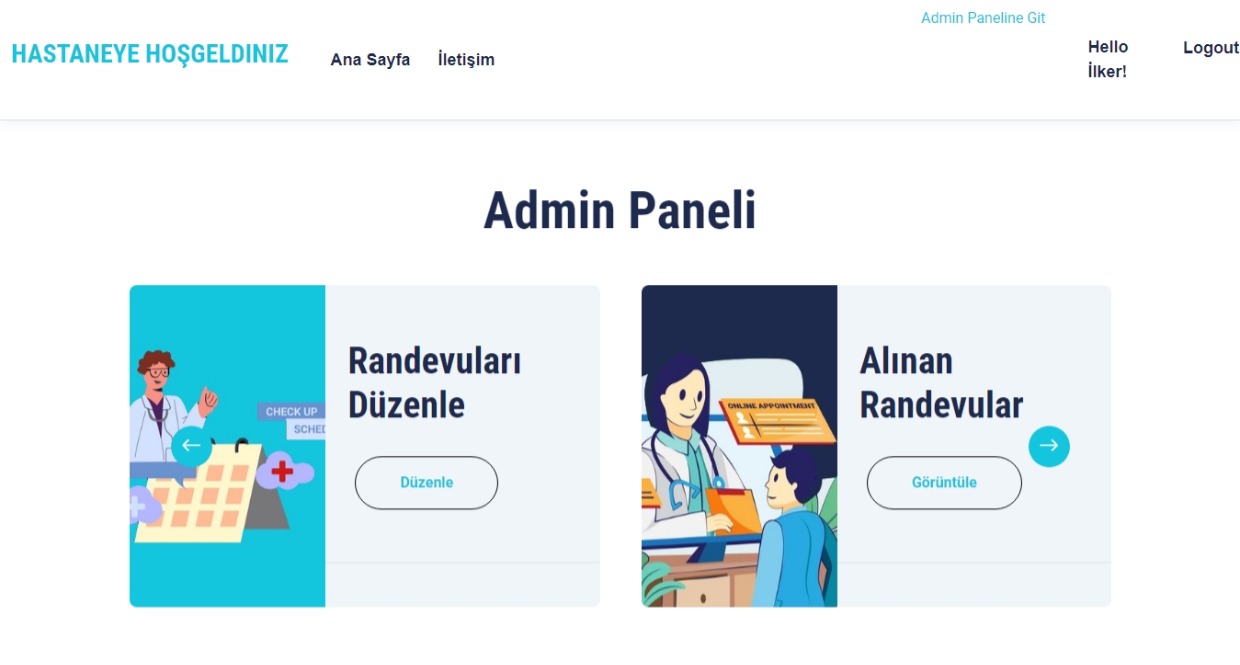 Admin Paneline Git
HASTANEYE HOŞGELDINIZ
Ana Sayfa
İletişim
Hello
İlker!
Logout
Admin Paneli
CHECK UP
SCHED
Randevuları
Düzenle
Düzenle
ONLINE APPOINTMENT
Alınan
Randevular
Görüntüle